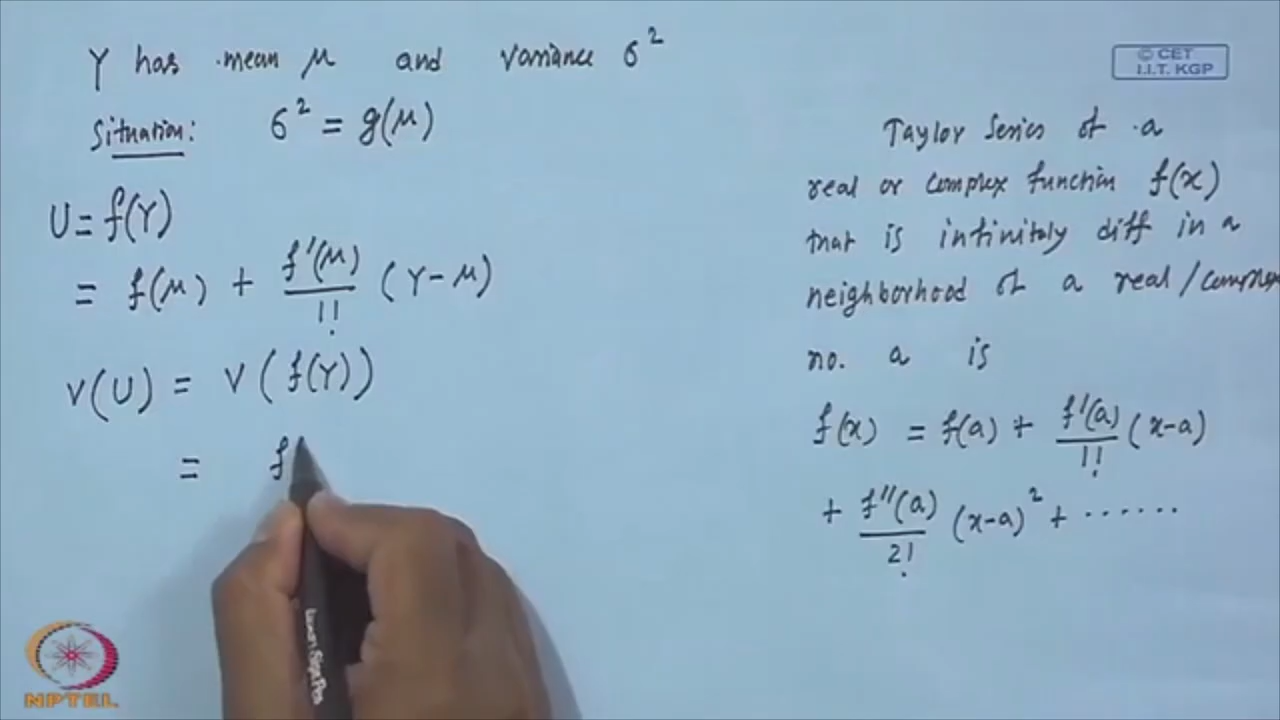 Y has mean μ and variance σ²
© CET
I.I.T. KGP
Situation: σ² = g(μ)
U = f(Y)
= f(μ) + f'(μ)/1! (Y-μ)
V(U) = V(f(Y))
= f'
Taylor Series of a
real or complex function f(x)
that is infinitely diff in a
neighborhood of a real/complex
no. a is
f(x) = f(a) + f'(a)/1! (x-a)
+ f''(a)/2! (x-a)² + ......
NPTEL